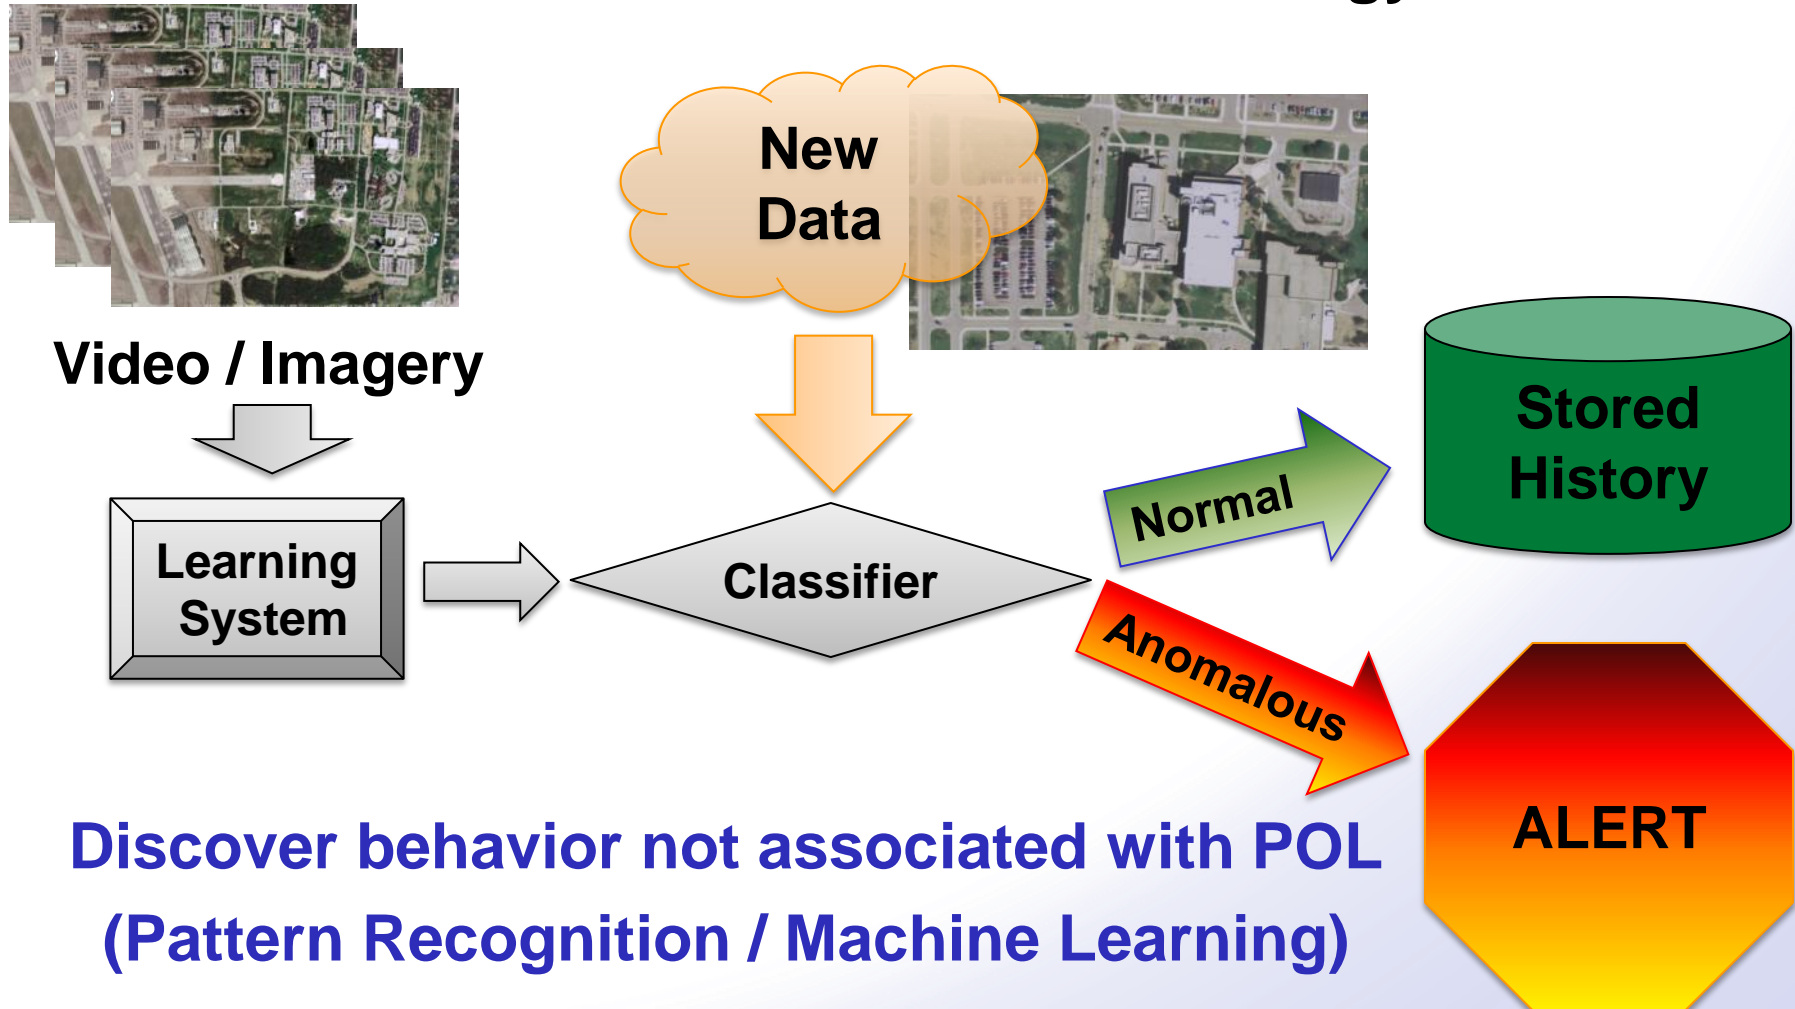 New
Data
Video / Imagery
Stored
History
Normal
Learning
System
Classifier
Anomalous
ALERT
Discover behavior not associated with POL
(Pattern Recognition / Machine Learning)